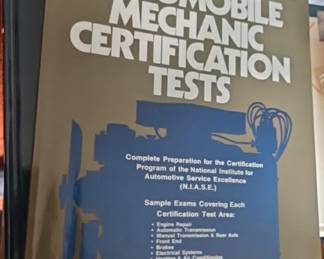 MECHANIC
CERTIFICATION
TESTS
Complete Preparation for the Certification
Program of the National Institute for
Automotive Service Excellence
(N.I.A.S.E.)
Sample Exams Covering Each
Certification Test Area:
• Engine Repair
• Automatic Transmission
• Manual Transmission & Rear Axle
• Front End
• Brakes
• Electrical Systems